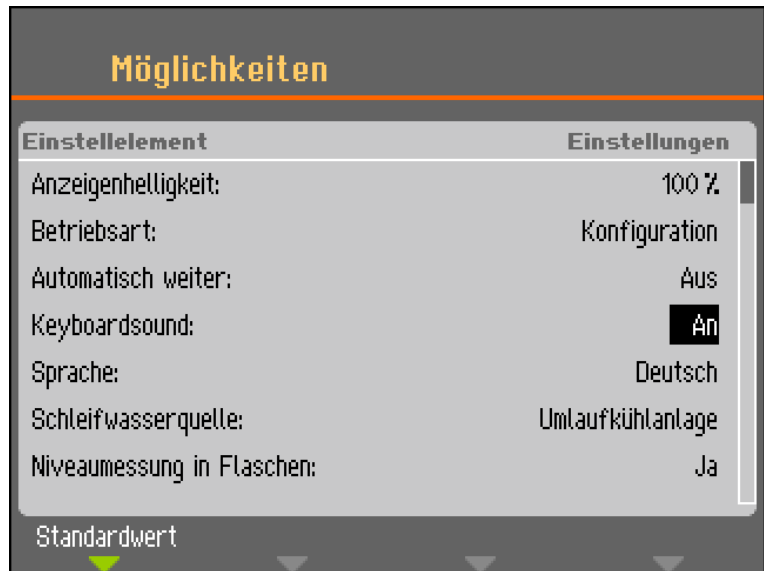 Möglichkeiten
Einstellelement Einstellungen
Anzeigenhelligkeit: 100 %
Betriebsart: Konfiguration
Automatisch weiter: Aus
Keyboardsound: An
Sprache: Deutsch
Schleifwasserquelle: Umlaufkühlanlage
Niveaumessung in Flaschen: Ja
Standardwert